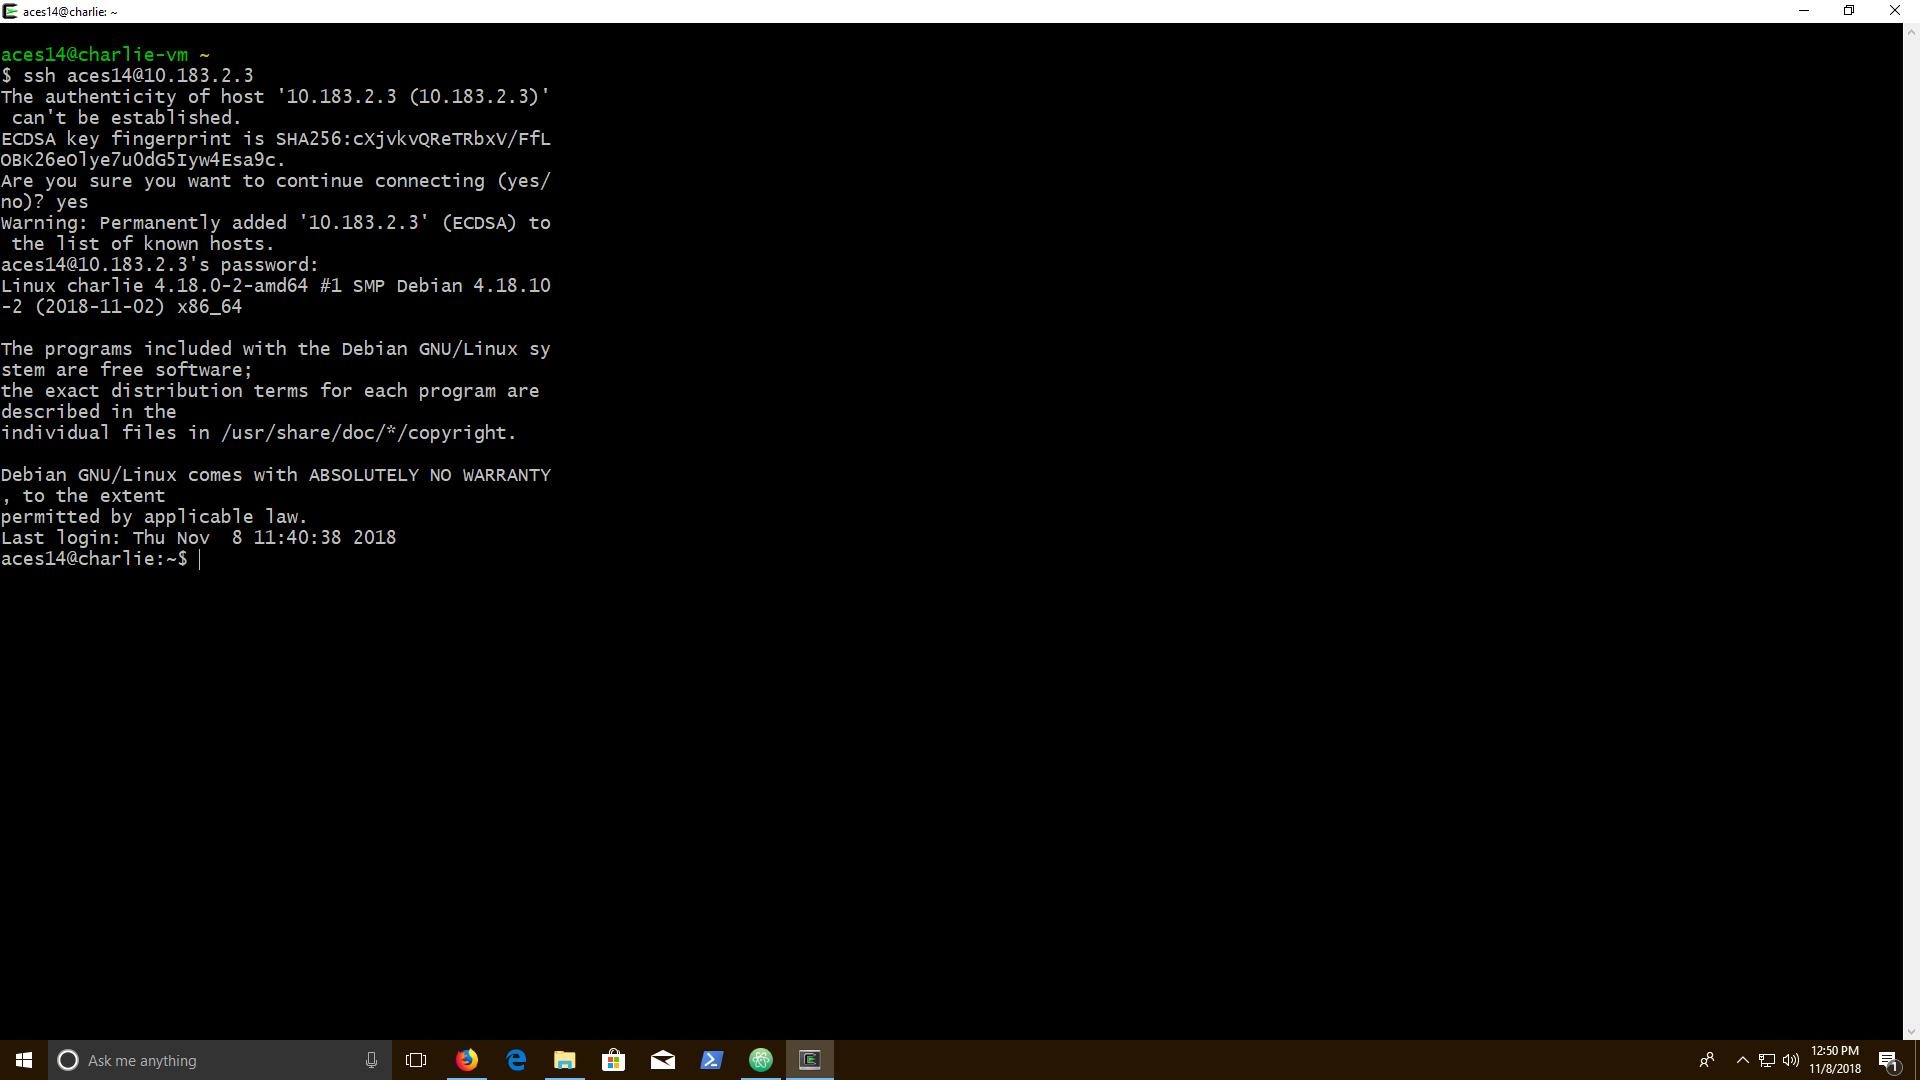 aces14@charlie: ~
aces14@charlie-vm ~
$ ssh aces14@10.183.2.3
The authenticity of host '10.183.2.3 (10.183.2.3)'
can't be established.
ECDSA key fingerprint is SHA256:cXjvkvQReTRbxV/FfL
OBK26eOlye7u0dG5Iyw4Esa9c.
Are you sure you want to continue connecting (yes/
no)? yes
Warning: Permanently added '10.183.2.3' (ECDSA) to
the list of known hosts.
aces14@10.183.2.3's password:
Linux charlie 4.18.0-2-amd64 #1 SMP Debian 4.18.10
-2 (2018-11-02) x86_64
The programs included with the Debian GNU/Linux sy
stem are free software;
the exact distribution terms for each program are
described in the
individual files in /usr/share/doc/*/copyright.
Debian GNU/Linux comes with ABSOLUTELY NO WARRANTY
, to the extent
permitted by applicable law.
Last login: Thu Nov  8 11:40:38 2018
aces14@charlie:~$
Ask me anything
12:50 PM
11/8/2018
1